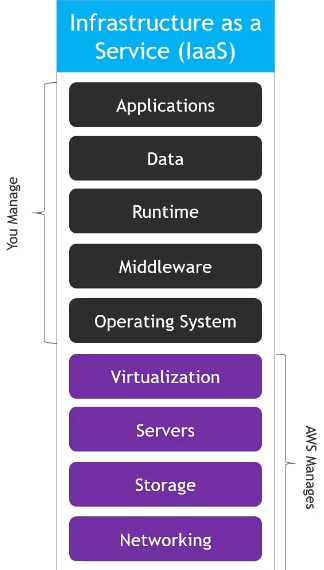 Infrastructure as a
Service (IaaS)
You Manage
Applications
Data
Runtime
Middleware
Operating System
Virtualization
Servers
Storage
Networking
AWS Manages